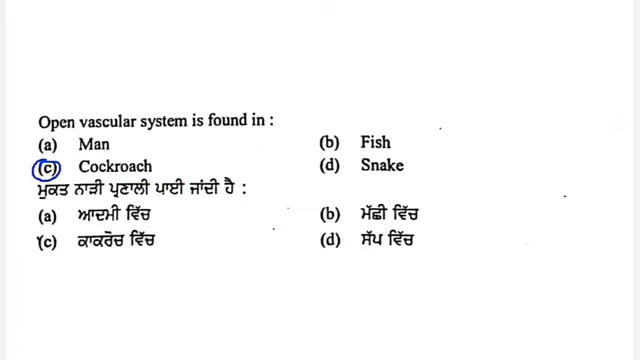 Open vascular system is found in :
(a) Man (b) Fish
(c) Cockroach (d) Snake
ਮੁਕਤ ਨਾੜੀ ਪ੍ਰਣਾਲੀ ਪਾਈ ਜਾਂਦੀ ਹੈ :
(a) ਆਦਮੀ ਵਿੱਚ (b) ਮੱਛੀ ਵਿੱਚ
(c) ਕਾਕਰੋਚ ਵਿੱਚ (d) ਸੱਪ ਵਿੱਚ